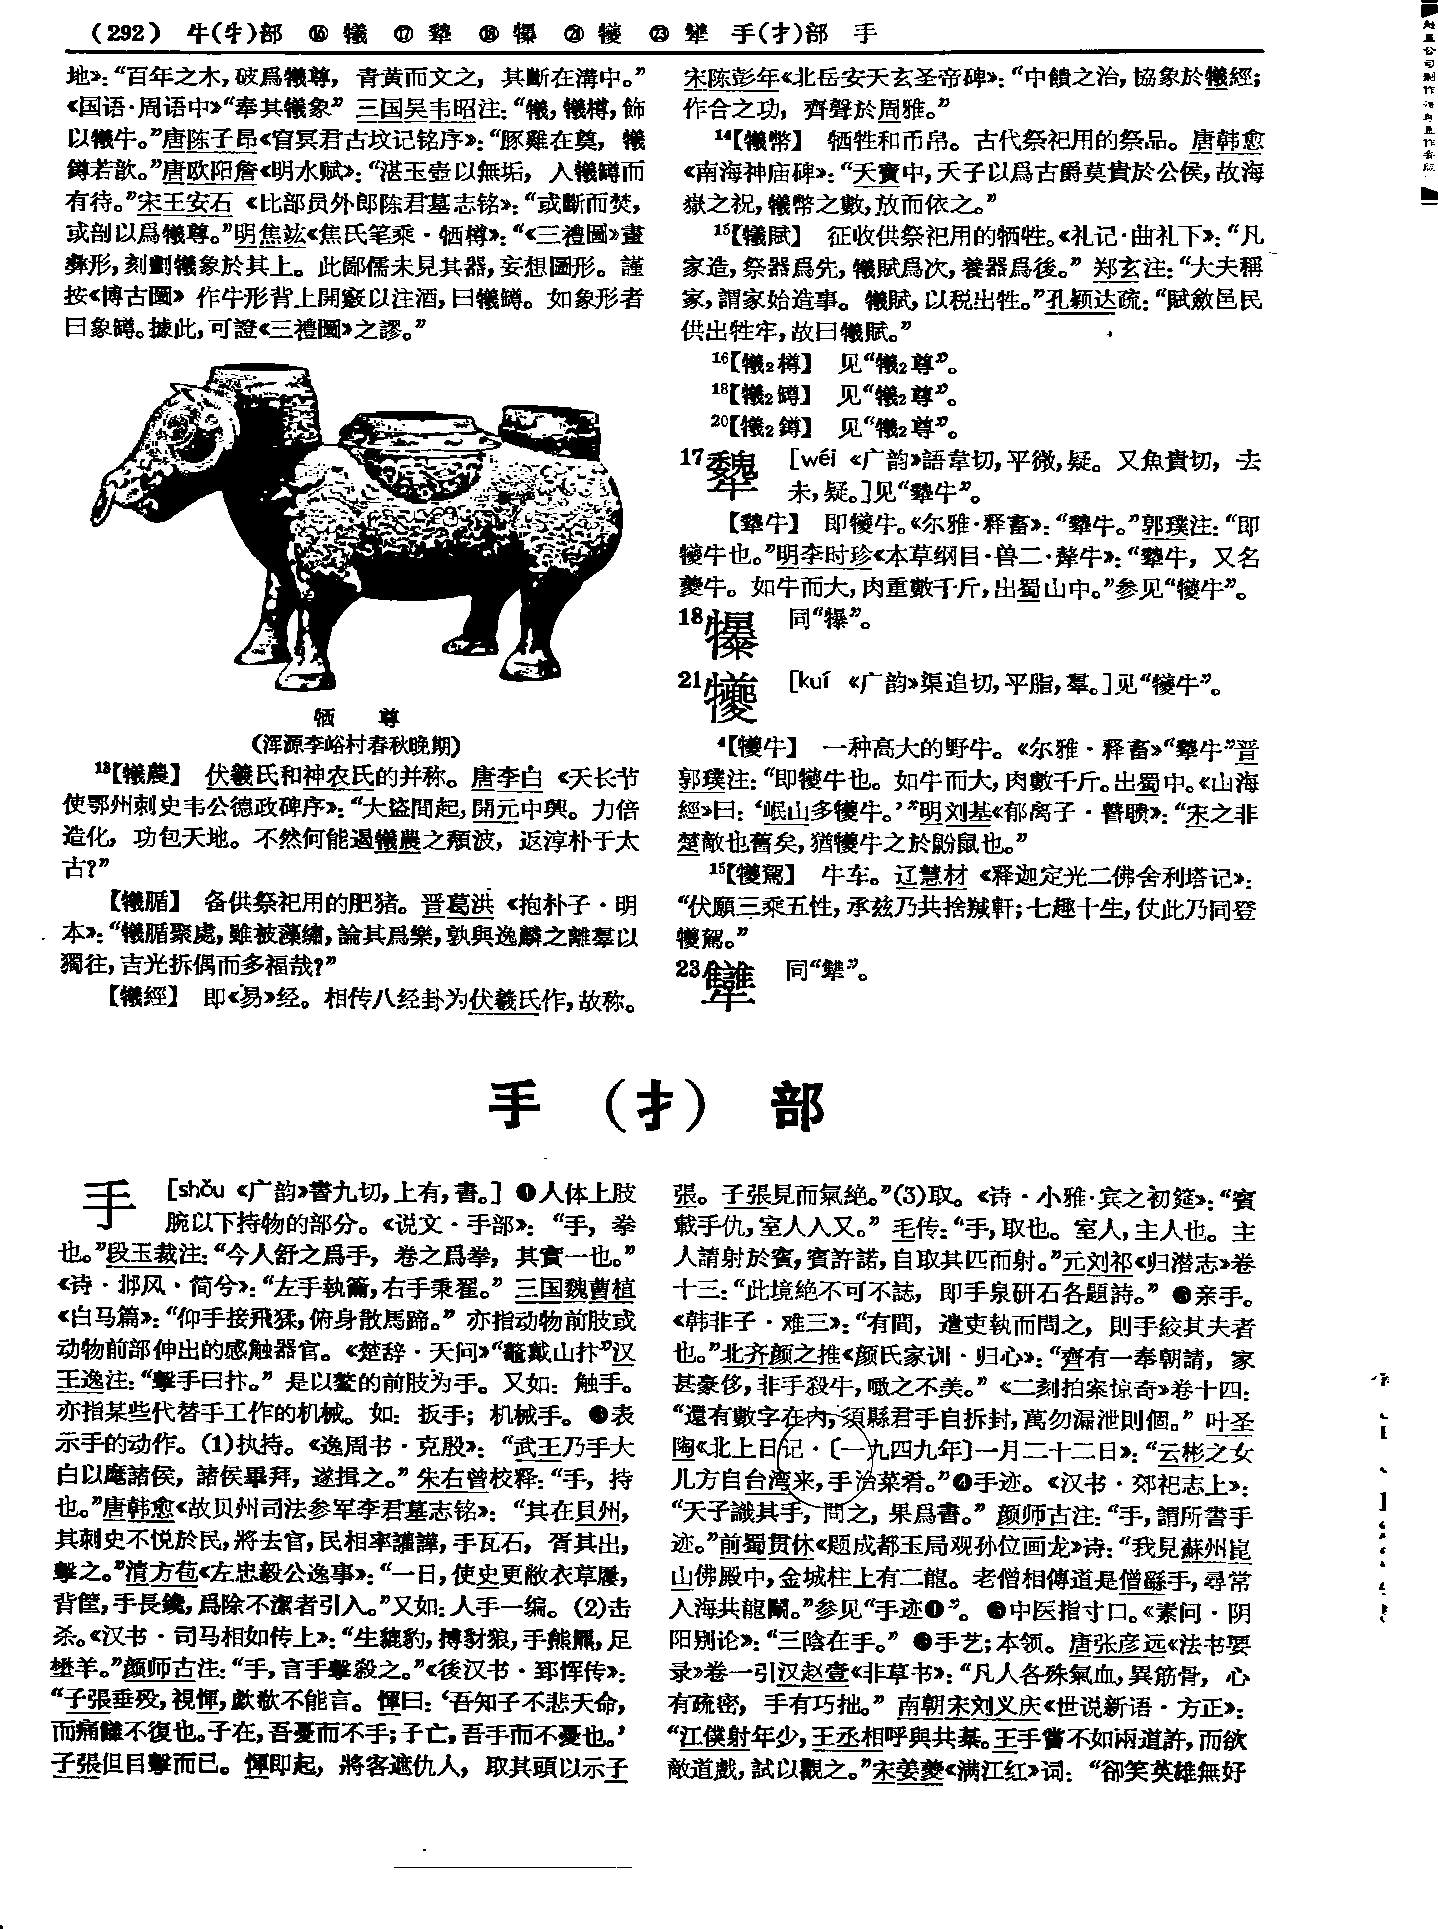 (292) 牛(牜)部 ⑯ 犧 ⑰ 犩 ⑱ 犦 ㉑ 犪 ㉓ 手(扌)部 手
地》：“百年之木，破爲犧尊，青黄而文之，其斷在溝中。”
《国语·周语中》“奉其犧象” 三国吴韦昭注：“犧，犧樽，飾
以犧牛。”唐陈子昂《窅冥君古坟记铭序》：“豚雞在奠，犧
鐏若歆。”唐欧阳詹《明水赋》：“湛玉壺以無垢，入犧罇而
有待。”宋王安石《比部员外郎陈君墓志铭》：“或斷而焚，
或剖以爲犧尊。”明焦竑《焦氏笔乘·牺樽》：“《三禮圖》畫
彝形，刻劃犧象於其上。此鄙儒未見其器，妄想圖形。謹
按《博古圖》作牛形背上開竅以注酒，曰犧罇。如象形者
曰象罇。據此，可證《三禮圖》之謬。”
牺 尊
(浑源李峪村春秋晚期)
13【犧農】 伏羲氏和神农氏的并称。唐李白《天长节
使鄂州刺史韦公德政碑序》：“大盗間起，開元中興。力倍
造化，功包天地。不然何能遏犧農之頽波，返淳朴于太
古？”
【犧腯】 备供祭祀用的肥猪。晋葛洪《抱朴子·明
本》：“犧腯聚處，雖被藻繡，論其爲樂，孰與逸麟之離羣以
獨往，吉光拆偶而多福哉？”
【犧經】 即《易》经。相传八经卦为伏羲氏作，故称。
宋陈彭年《北岳安天玄圣帝碑》：“中饋之治，協象於犧經；
作合之功，齊聲於周雅。”
14【犧幣】 牺牲和币帛。古代祭祀用的祭品。唐韩愈
《南海神庙碑》：“天寶中，天子以爲古爵莫貴於公侯，故海
嶽之祝，犧幣之數，放而依之。”
15【犧賦】 征收供祭祀用的牺牲。《礼记·曲礼下》：“凡
家造，祭器爲先，犧賦爲次，養器爲後。” 郑玄注：“大夫稱
家，謂家始造事。犧賦，以税出牲。”孔颖达疏：“賦斂邑民
供出牲牢，故曰犧賦。”
16【犧₂樽】 见“犧₂尊”。
18【犧₂罇】 见“犧₂尊”。
20【犧₂鐏】 见“犧₂尊”。
17犩 [wéi 《广韵》語韋切，平微，疑。又魚貴切，去
未，疑。]见“犩牛”。
【犩牛】 即犪牛。《尔雅·释畜》：“犩牛。”郭璞注：“即
犪牛也。”明李时珍《本草纲目·兽二·犛牛》：“犩牛，又名
夔牛。如牛而大，肉重數千斤，出蜀山中。”参见“犪牛”。
18 同“犦”。
21犪 [kuí 《广韵》渠追切，平脂，羣。]见“犪牛”。
4【犪牛】 一种高大的野牛。《尔雅·释畜》“犩牛”晋
郭璞注：“即犪牛也。如牛而大，肉數千斤。出蜀中。《山海
經》曰：‘岷山多犪牛。’”明刘基《郁离子·瞽聩》：“宋之非
楚敵也舊矣，猶犪牛之於鼢鼠也。”
15【犪駕】 牛车。辽慧材《释迦定光二佛舍利塔记》：
“伏願三乘五性，承兹乃共捨羢軒；七趣十生，仗此乃同登
犪駕。”
23 同“犨”。
手 (扌) 部
手 [shǒu 《广韵》書九切，上有，書。] ❶人体上肢
腕以下持物的部分。《说文·手部》：“手，拳
也。”段玉裁注：“今人舒之爲手，卷之爲拳，其實一也。”
《诗·邶风·简兮》：“左手執籥，右手秉翟。” 三国魏曹植
《白马篇》：“仰手接飛猱，俯身散馬蹄。” 亦指动物前肢或
动物前部伸出的感触器官。《楚辞·天问》“鼇戴山抃”汉
王逸注：“擊手曰抃。” 是以鳌的前肢为手。又如：触手。
亦指某些代替手工作的机械。如：扳手；机械手。❷表
示手的动作。(1)执持。《逸周书·克殷》：“武王乃手大
白以麾諸侯，諸侯畢拜，遂揖之。” 朱右曾校释：“手，持
也。”唐韩愈《故贝州司法参军李君墓志铭》：“其在貝州，
其刺史不悦於民，將去官，民相率讙譁，手瓦石，胥其出，
擊之。”清方苞《左忠毅公逸事》：“一日，使史更敝衣草屨，
背筐，手長鑱，爲除不潔者引入。”又如：人手一编。(2)击
杀。《汉书·司马相如传上》：“生貔豹，搏豺狼，手熊羆，足
壄羊。”颜师古注：“手，言手擊殺之。”《後汉书·郅恽传》：
“子張垂殁，視惲，歔欷不能言。惲曰：‘吾知子不悲天命，
而痛讎不復也。子在，吾憂而不手；子亡，吾手而不憂也。’
子張但目擊而已。惲即起，將客遮仇人，取其頭以示子
張。子張見而氣絶。”(3)取。《诗·小雅·宾之初筵》：“賓
載手仇，室人入又。” 毛传：“手，取也。室人，主人也。主
人請射於賓，賓許諾，自取其匹而射。”元刘祁《归潜志》卷
十三：“此境絶不可不誌，即手泉研石各題詩。” ❸亲手。
《韩非子·难三》：“有間，遣吏執而問之，則手絞其夫者
也。”北齐颜之推《颜氏家训·归心》：“齊有一奉朝請，家
甚豪侈，非手殺牛，噉之不美。”《二刻拍案惊奇》卷十四：
“還有數字在内，須縣君手自拆封，萬勿漏泄則個。” 叶圣
陶《北上日记·〔一九四九年〕一月二十二日》：“云彬之女
儿方自台湾来，手治菜肴。”❹手迹。《汉书·郊祀志上》：
“天子識其手，問之，果爲書。” 颜师古注：“手，謂所書手
迹。”前蜀贯休《题成都玉局观孙位画龙》诗：“我見蘇州崑
山佛殿中，金城柱上有二龍。老僧相傳道是僧繇手，尋常
入海共龍鬭。”参见“手迹❶”。❺中医指寸口。《素问·阴
阳别论》：“三陰在手。” ❻手艺；本领。唐张彦远《法书要
录》卷一引汉赵壹《非草书》：“凡人各殊氣血，異筋骨，心
有疏密，手有巧拙。” 南朝宋刘义庆《世说新语·方正》：
“江僕射年少，王丞相呼與共棊。王手嘗不如兩道許，而欲
敵道戲，試以觀之。”宋姜夔《满江红》词：“卻笑英雄無好